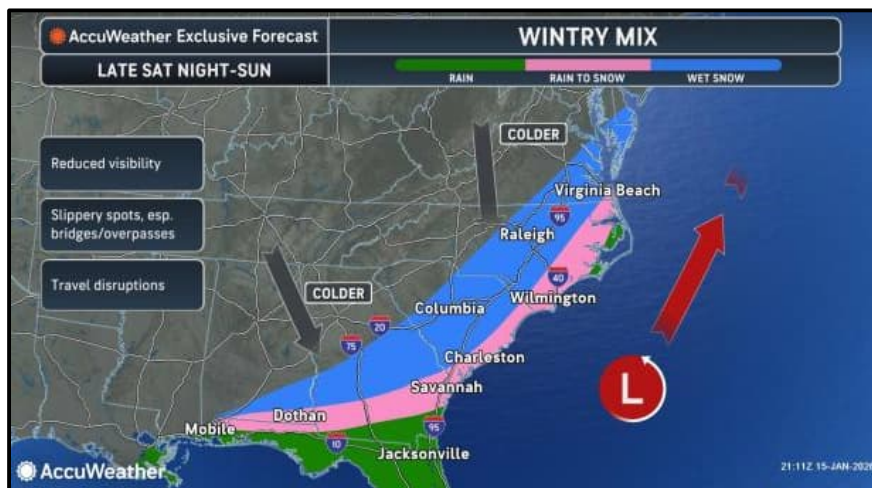 AccuWeather Exclusive Forecast
WINTRY MIX
LATE SAT NIGHT-SUN
RAIN
RAIN TO SNOW
WET SNOW
COLDER
Reduced visibility
Virginia Beach
Slippery spots, esp.
bridges/overpasses
95
Raleigh
Travel disruptions
40
COLDER
Wilmington
Columbia
20
75
Charleston
Savannah
Dothan
Mobile
95
10
Jacksonville
L
AccuWeather
21:11Z 15-JAN-2026